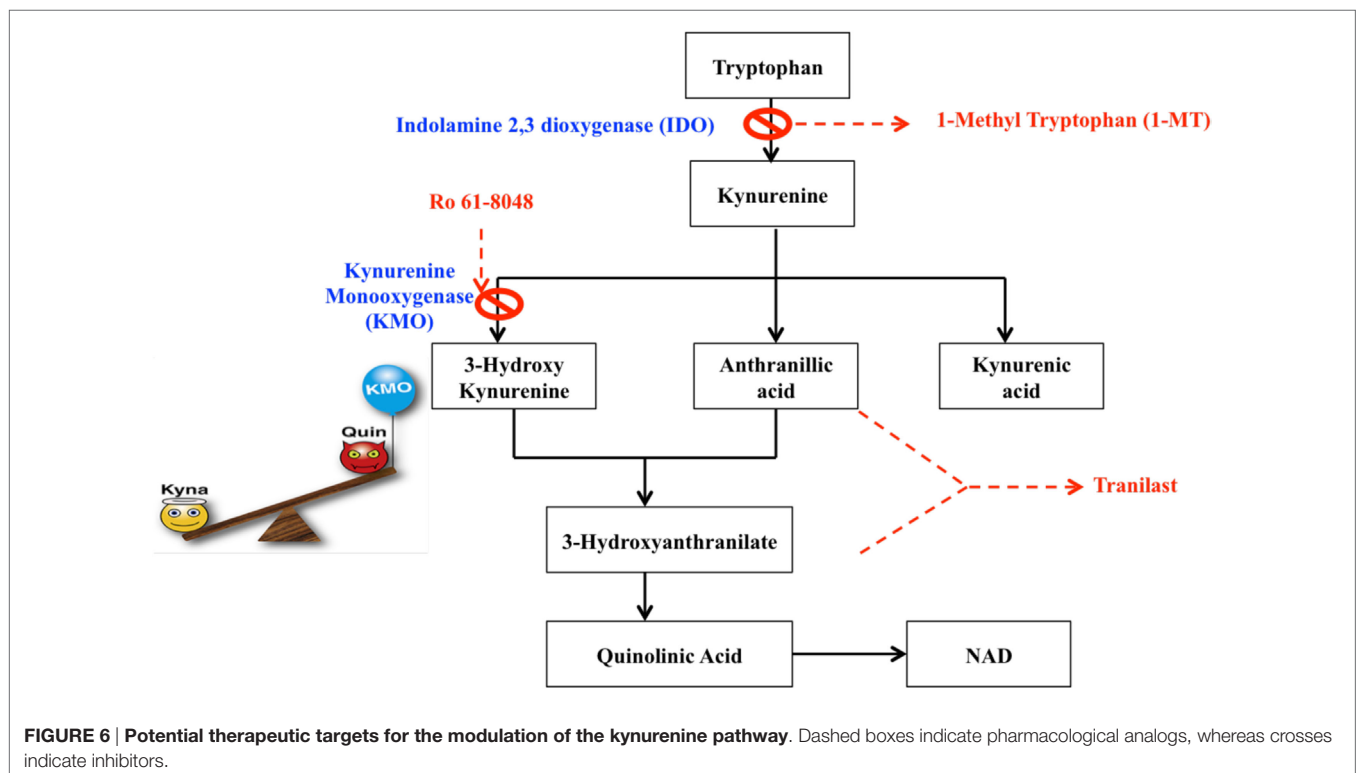 Tryptophan
Indolamine 2,3 dioxygenase (IDO)
1-Methyl Tryptophan (1-MT)
Kynurenine
Ro 61-8048
Kynurenine
Monooxygenase
(KMO)
3-Hydroxy
Kynurenine
Anthranillic
acid
Kynurenic
acid
KMO
Quin
Kyna
Tranilast
3-Hydroxyanthranilate
Quinolinic Acid
NAD
FIGURE 6 | Potential therapeutic targets for the modulation of the kynurenine pathway. Dashed boxes indicate pharmacological analogs, whereas crosses
indicate inhibitors.